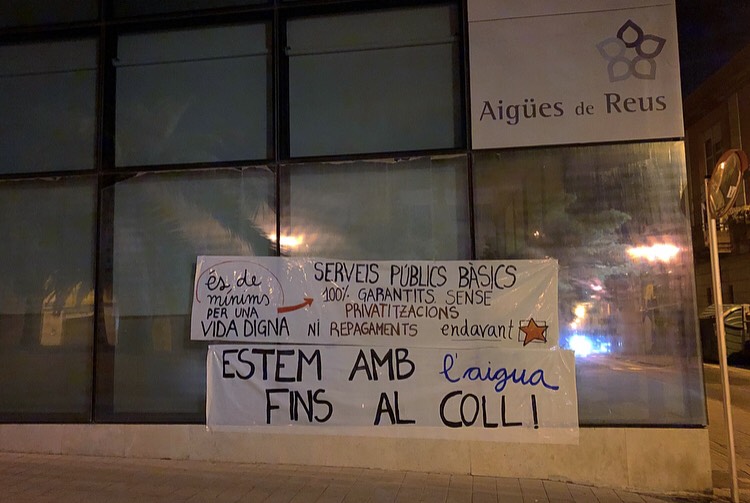 Aigües de Reus
és de
mínims
PER UNA
VIDA DIGNA
SERVEIS PÚBLICS BÀSICS
100% GARANTITS SENSE
PRIVATITZACIONS
NI REPAGAMENTS endavant
ESTEM AMB l'aigua
FINS AL COLL!